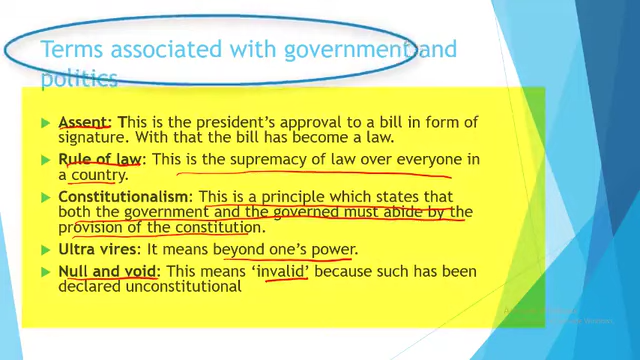 Terms associated with government and
politics
Assent: This is the president's approval to a bill in form of
signature. With that the bill has become a law.
Rule of law: This is the supremacy of law over everyone in
a country.
Constitutionalism: This is a principle which states that
both the government and the governed must abide by the
provision of the constitution.
Ultra vires: It means beyond one's power.
Null and void: This means 'invalid' because such has been
declared unconstitutional